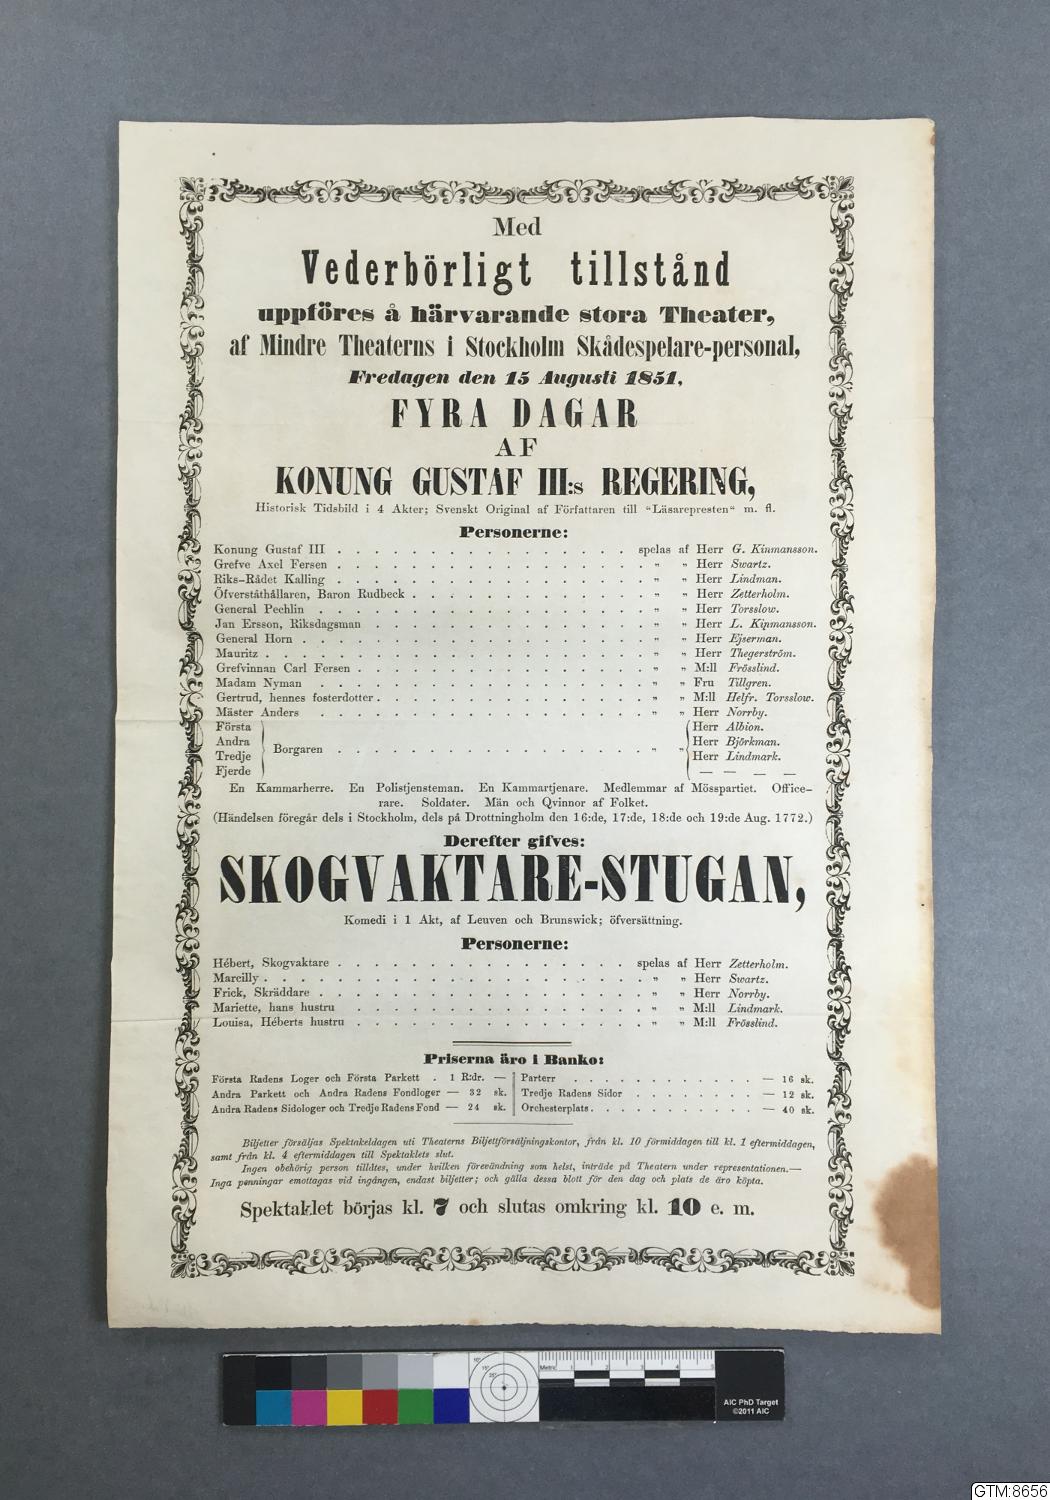 Med
Vederbörligt tillstånd
uppföres å härvarande stora Theater,
af Mindre Theaterns i Stockholm Skådespelare-personal,
Fredagen den 15 Augusti 1851,
FYRA DAGAR
AF
KONUNG GUSTAF III:s REGERING,
Historisk Tidsbild i 4 Akter; Svenskt Original af Författaren till "Läsarepresten" m. fl.
Personerne:
Konung Gustaf III . . . . . . . . . . . . . . . . spelas af Herr G. Kinmansson.
Grefve Axel Fersen . . . . . . . . . . . . . . . . „ „ Herr Swartz.
Riks-Rådet Kalling . . . . . . . . . . . . . . . . „ „ Herr Lindman.
Öfverståthållaren, Baron Rudbeck . . . . . . . . . . . . „ „ Herr Zetterholm.
General Pechlin . . . . . . . . . . . . . . . . „ „ Herr Torsslow.
Jan Ersson, Riksdagsman . . . . . . . . . . . . . . „ „ Herr L. Kinmansson.
General Horn . . . . . . . . . . . . . . . . . „ „ Herr Ejserman.
Mauritz . . . . . . . . . . . . . . . . . . . „ „ Herr Thegerström.
Grefvinnan Carl Fersen . . . . . . . . . . . . . . . „ „ M:ll Frösslind.
Madam Nyman . . . . . . . . . . . . . . . . „ „ Fru Tillgren.
Gertrud, hennes fosterdotter . . . . . . . . . . . . . . „ „ M:ll Helfr. Torsslow.
Mäster Anders . . . . . . . . . . . . . . . . „ „ Herr Norrby.
Första Herr Albion.
Andra Herr Björkman.
Borgaren . . . . . . . . . . . . . . . . „ „
Tredje Herr Lindmark.
Fjerde — — — —
En Kammarherre. En Polistjensteman. En Kammartjenare. Medlemmar af Mösspartiet. Office-
rare. Soldater. Män och Qvinnor af Folket.
(Händelsen föregår dels i Stockholm, dels på Drottningholm den 16:de, 17:de, 18:de och 19:de Aug. 1772.)
Derefter gifves:
SKOGVAKTARE-STUGAN,
Komedi i 1 Akt, af Leuven och Brunswick; öfversättning.
Personerne:
Hébert, Skogvaktare . . . . . . . . . . . . . . . . spelas af Herr Zetterholm.
Marcilly . . . . . . . . . . . . . . . . . . . „ „ Herr Swartz.
Frick, Skräddare . . . . . . . . . . . . . . . . . „ „ Herr Norrby.
Mariette, hans hustru . . . . . . . . . . . . . . . „ „ M:ll Lindmark.
Louisa, Héberts hustru . . . . . . . . . . . . . . . „ „ M:ll Frösslind.
Priserna äro i Banko:
Första Radens Loger och Första Parkett . 1 R:dr. — Parterr . . . . . . . . . . . — 16 sk.
Andra Parkett och Andra Radens Fondloger — 32 sk. Tredje Radens Sidor . . . . . . . . — 12 sk.
Andra Radens Sidologer och Tredje Radens Fond — 24 sk. Orchesterplats . . . . . . . . . . — 40 sk.
Biljetter försäljas Spektakeldagen uti Theaterns Biljettförsäljningskontor, från kl. 10 förmiddagen till kl. 1 eftermiddagen,
samt från kl. 4 eftermiddagen till Spektaklets slut.
Ingen obehörig person tillåtes, under hvilken förevändning som helst, inträde på Theatern under representationen.—
Inga penningar emottagas vid ingången, endast biljetter; och gälla dessa blott för den dag och plats de äro köpta.
Spektaklet börjas kl. 7 och slutas omkring kl. 10 e. m.
Metric 1 2 3 4 5
10° 15° 25°
AIC PhD Target
©2011 AIC
GTM:8656